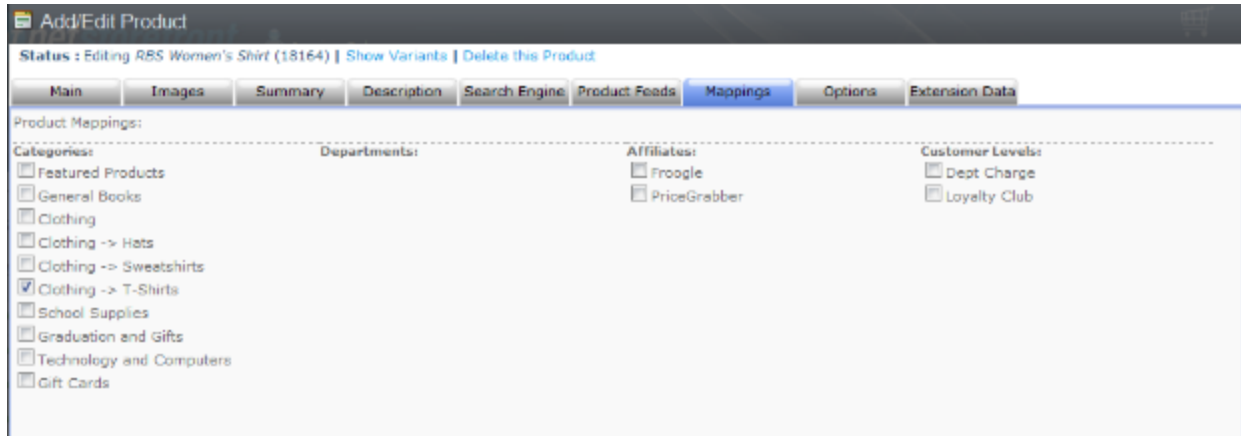 Add/Edit Product
Status : Editing RBS Women's Shirt (18164) | Show Variants | Delete this Product
Main Images Summary Description Search Engine Product Feeds Mappings Options Extension Data
Product Mappings:
Categories: Departments: Affiliates: Customer Levels:
Featured Products Froogle Dept Charge
General Books PriceGrabber Loyalty Club
Clothing
Clothing -> Hats
Clothing -> Sweatshirts
Clothing -> T-Shirts
School Supplies
Graduation and Gifts
Technology and Computers
Gift Cards